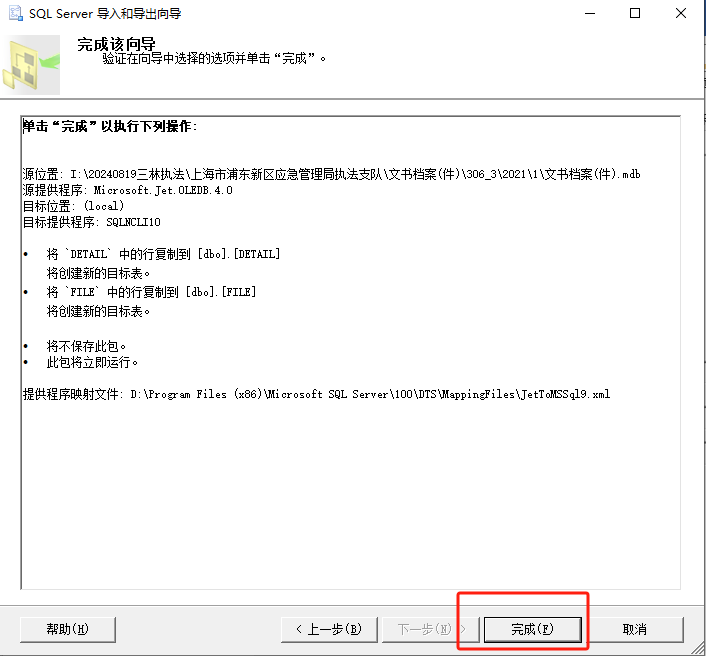 SQL Server 导入和导出向导
完成该向导
验证在向导中选择的选项并单击“完成”。
单击“完成”以执行下列操作:
源位置: I:\20240819三林执法\上海市浦东新区应急管理局执法支队\文书档案(件)\306_3\2021\1\文书档案(件).mdb
源提供程序: Microsoft.Jet.OLEDB.4.0
目标位置: (local)
目标提供程序: SQLNCLI10
• 将 `DETAIL` 中的行复制到 [dbo].[DETAIL]
将创建新的目标表。
• 将 `FILE` 中的行复制到 [dbo].[FILE]
将创建新的目标表。
• 将不保存此包。
• 此包将立即运行。
提供程序映射文件: D:\Program Files (x86)\Microsoft SQL Server\100\DTS\MappingFiles\JetToMSSql9.xml
帮助(H) < 上一步(B) 下一步(N) > 完成(F) 取消